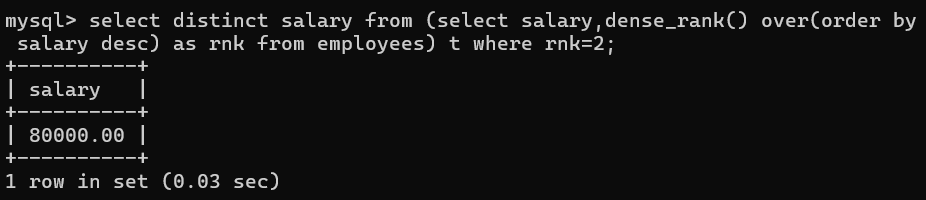 mysql> select distinct salary from (select salary,dense_rank() over(order by
 salary desc) as rnk from employees) t where rnk=2;
+----------+
| salary   |
+----------+
| 80000.00 |
+----------+
1 row in set (0.03 sec)